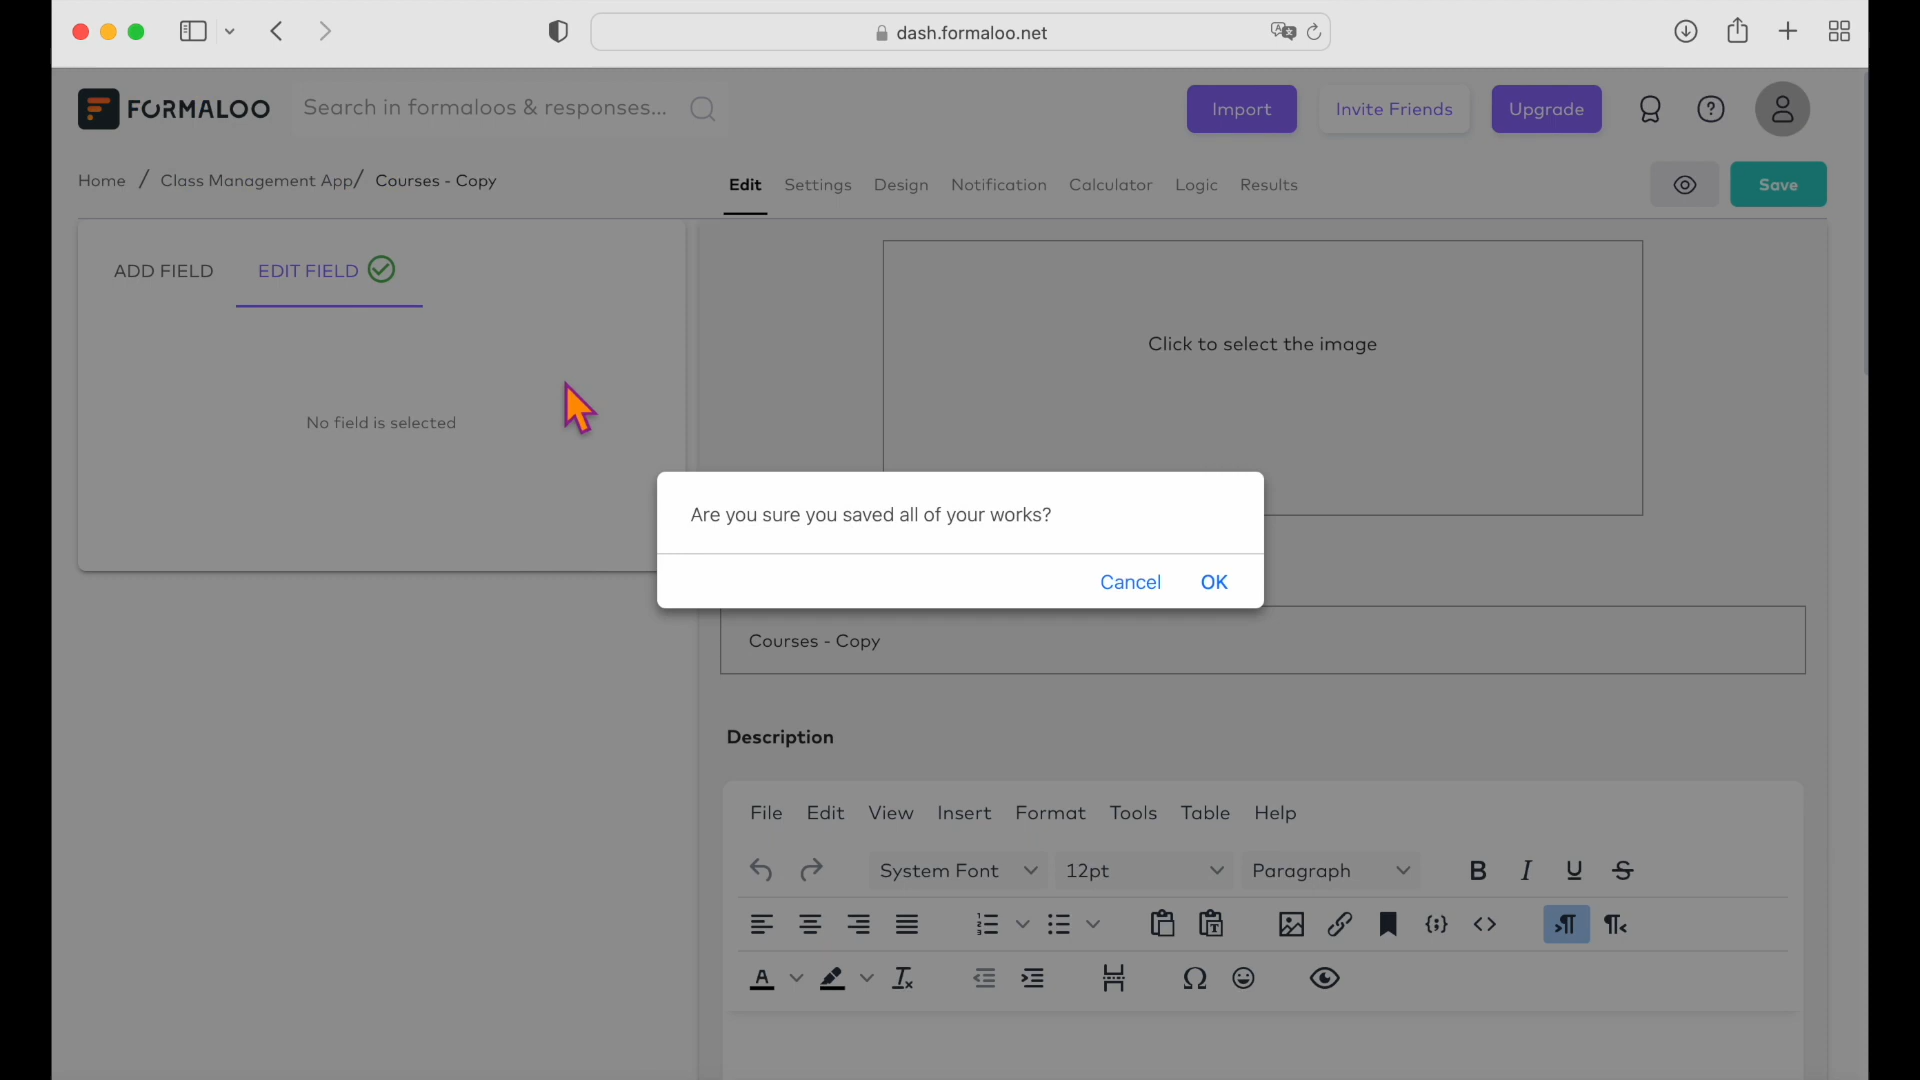 dash.formaloo.net
FORMALOO
Search in formaloos & responses...
Import
Invite Friends
Upgrade
Home / Class Management App/ Courses - Copy
Edit Settings Design Notification Calculator Logic Results
Save
ADD FIELD EDIT FIELD
No field is selected
Click to select the image
Are you sure you saved all of your works?
Cancel OK
Courses - Copy
Description
File Edit View Insert Format Tools Table Help
System Font 12pt Paragraph B I U S